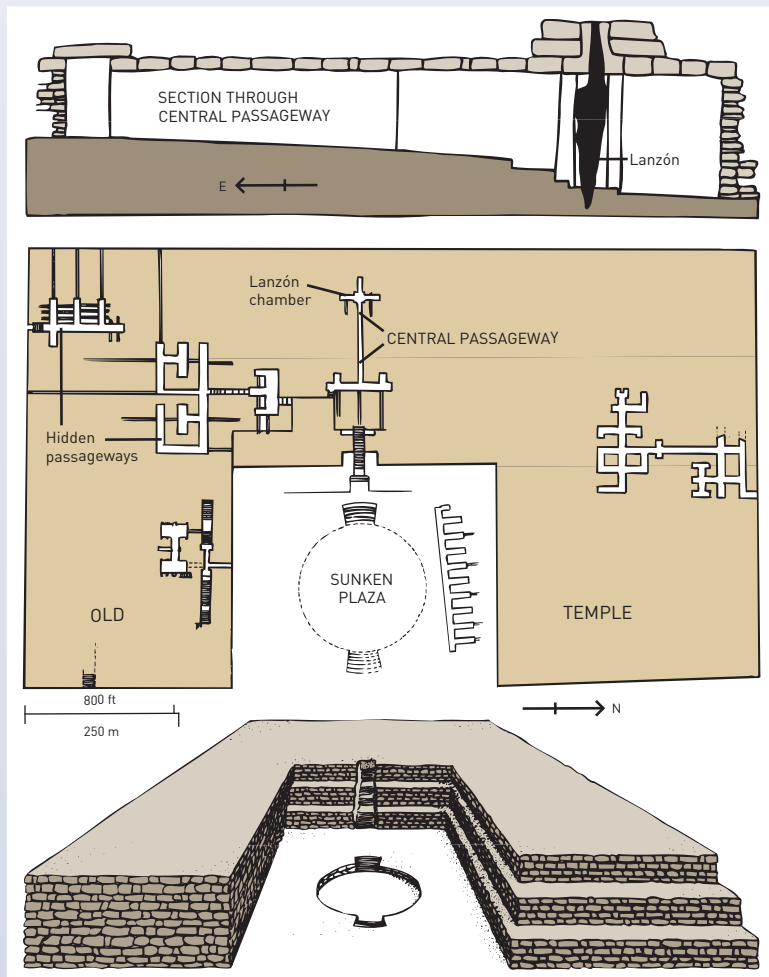 SECTION THROUGH
CENTRAL PASSAGEWAY
Lanzón
E
Lanzón
chamber
CENTRAL PASSAGEWAY
Hidden
passageways
SUNKEN
PLAZA
OLD
TEMPLE
800 ft
250 m
N